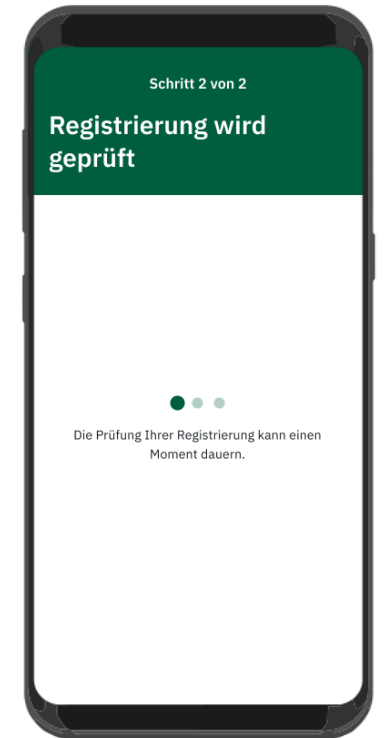 Schritt 2 von 2
Registrierung wird
geprüft
Die Prüfung Ihrer Registrierung kann einen
Moment dauern.